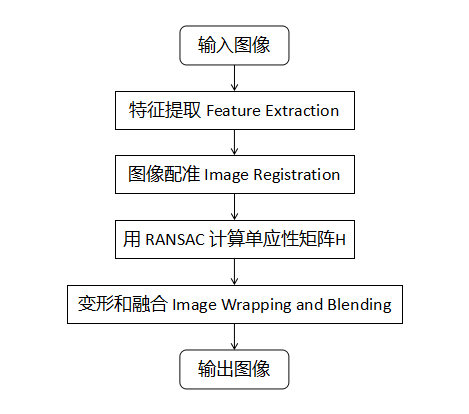 输入图像
特征提取 Feature Extraction
图像配准 Image Registration
用 RANSAC 计算单应性矩阵H
变形和融合 Image Wrapping and Blending
输出图像